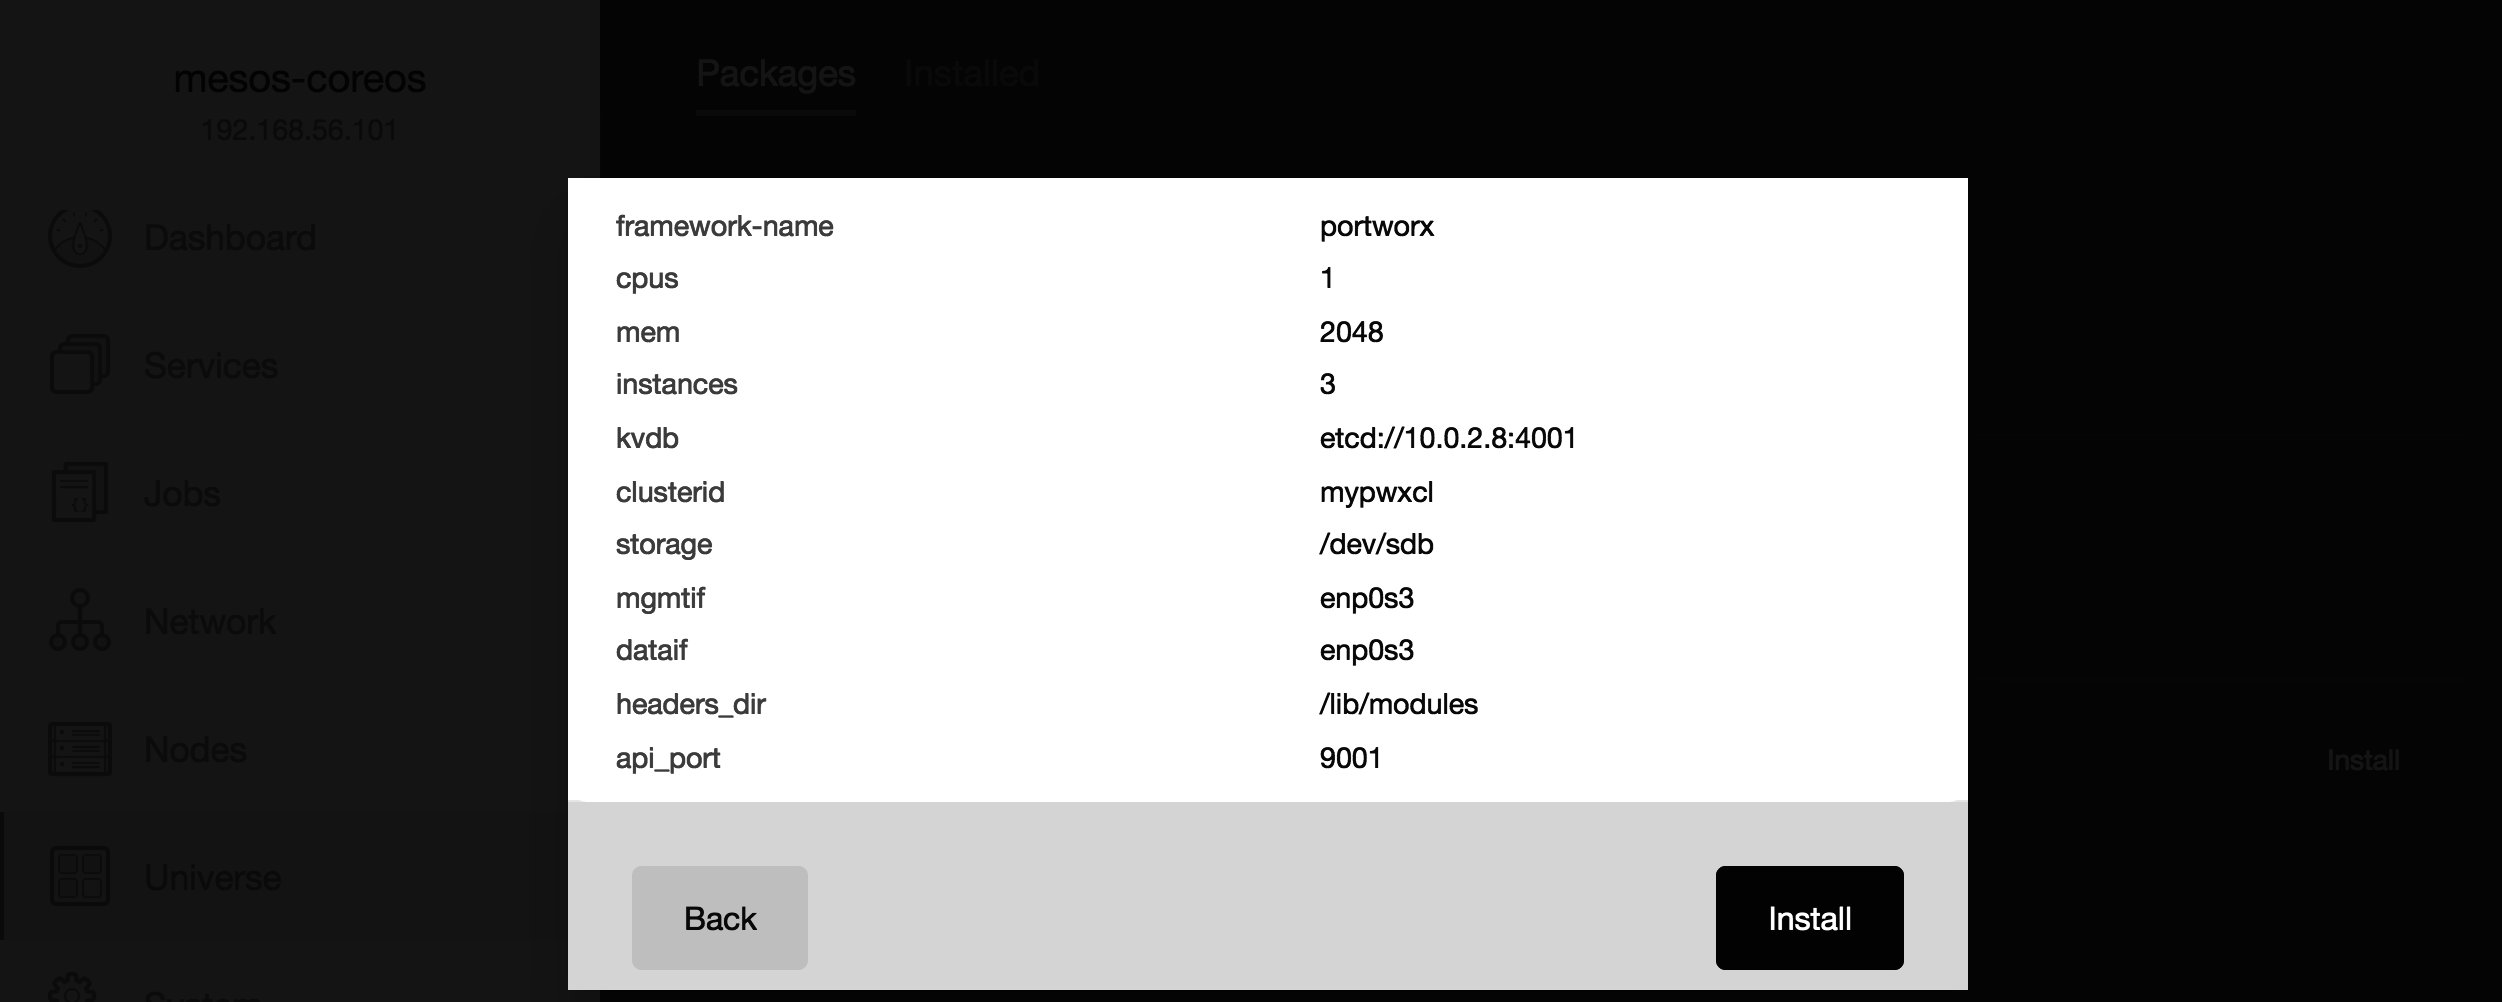 mesos-coreos
192.168.56.101
Dashboard
Services
Jobs
Network
Nodes
Universe
Packages Installed
framework-name portworx
cpus 1
mem 2048
instances 3
kvdb etcd://10.0.2.8:4001
clusterid mypwxcl
storage /dev/sdb
mgmtif enp0s3
dataif enp0s3
headers_dir /lib/modules
api_port 9001
Back Install
Install